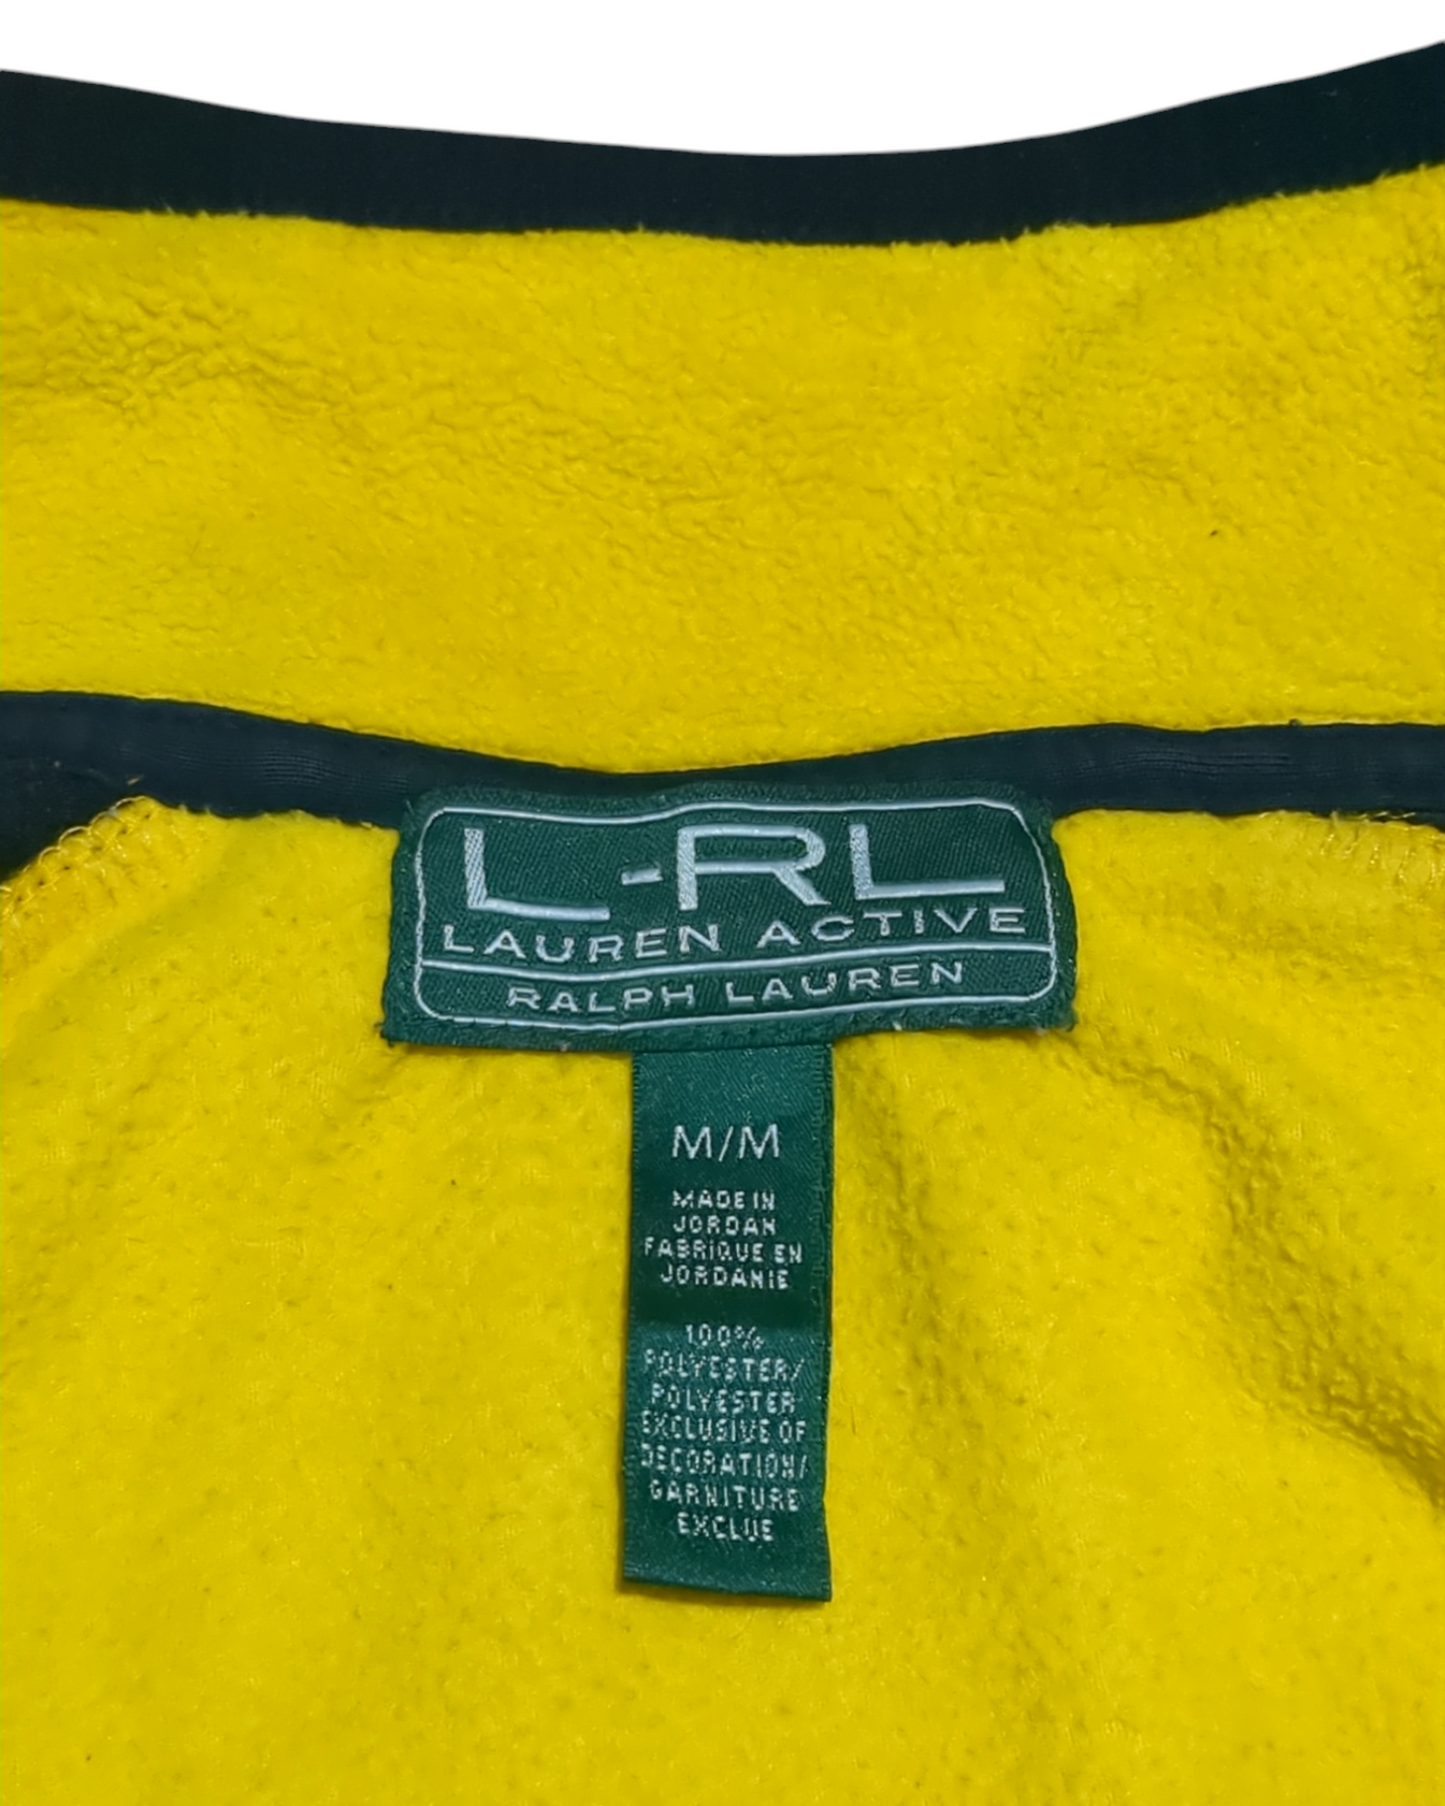 L-RL
LAUREN ACTIVE
RALPH LAUREN
M/M
MADE IN
JORDAN
FABRIQUE EN
JORDANIE
100%
POLYESTER/
POLYESTER
EXCLUSIVE OF
DECORATION/
GARNITURE
EXCLUE